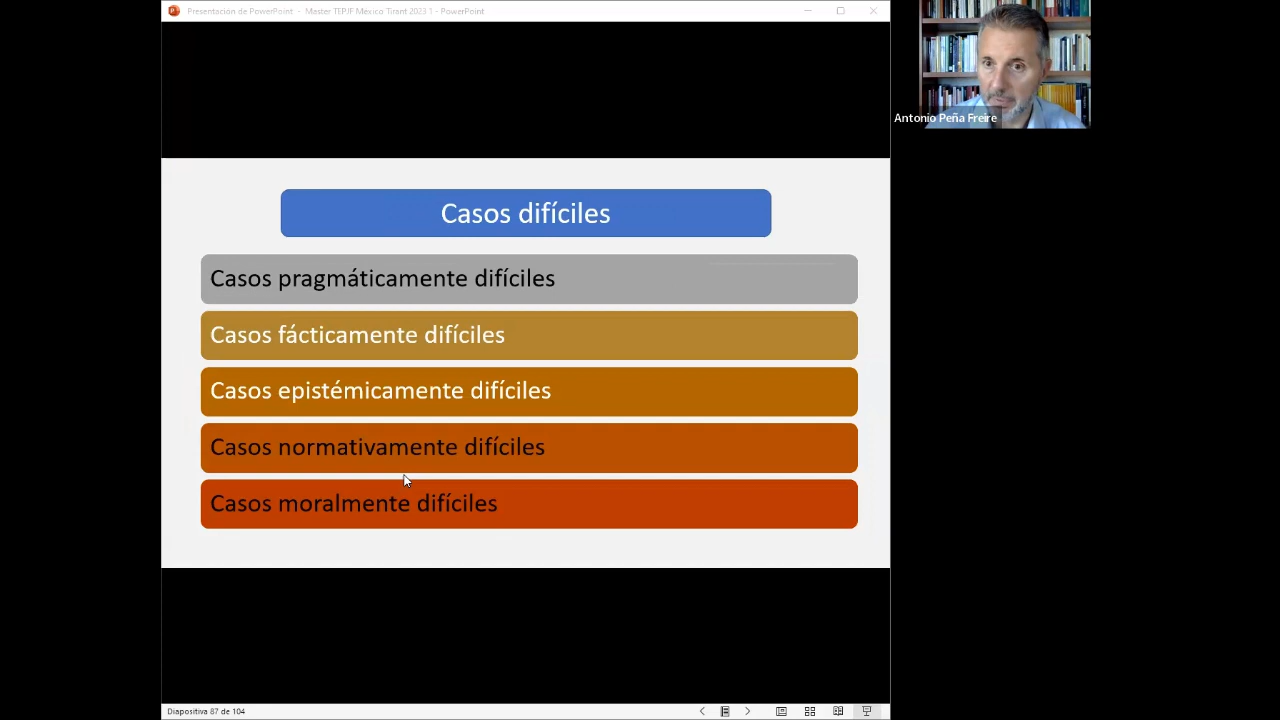 Presentación de PowerPoint - Master TEPJF México Tirant 2023 1 - PowerPoint
Antonio Peña Freire
Casos difíciles
Casos pragmáticamente difíciles
Casos fácticamente difíciles
Casos epistémicamente difíciles
Casos normativamente difíciles
Casos moralmente difíciles
Diapositiva 87 de 104